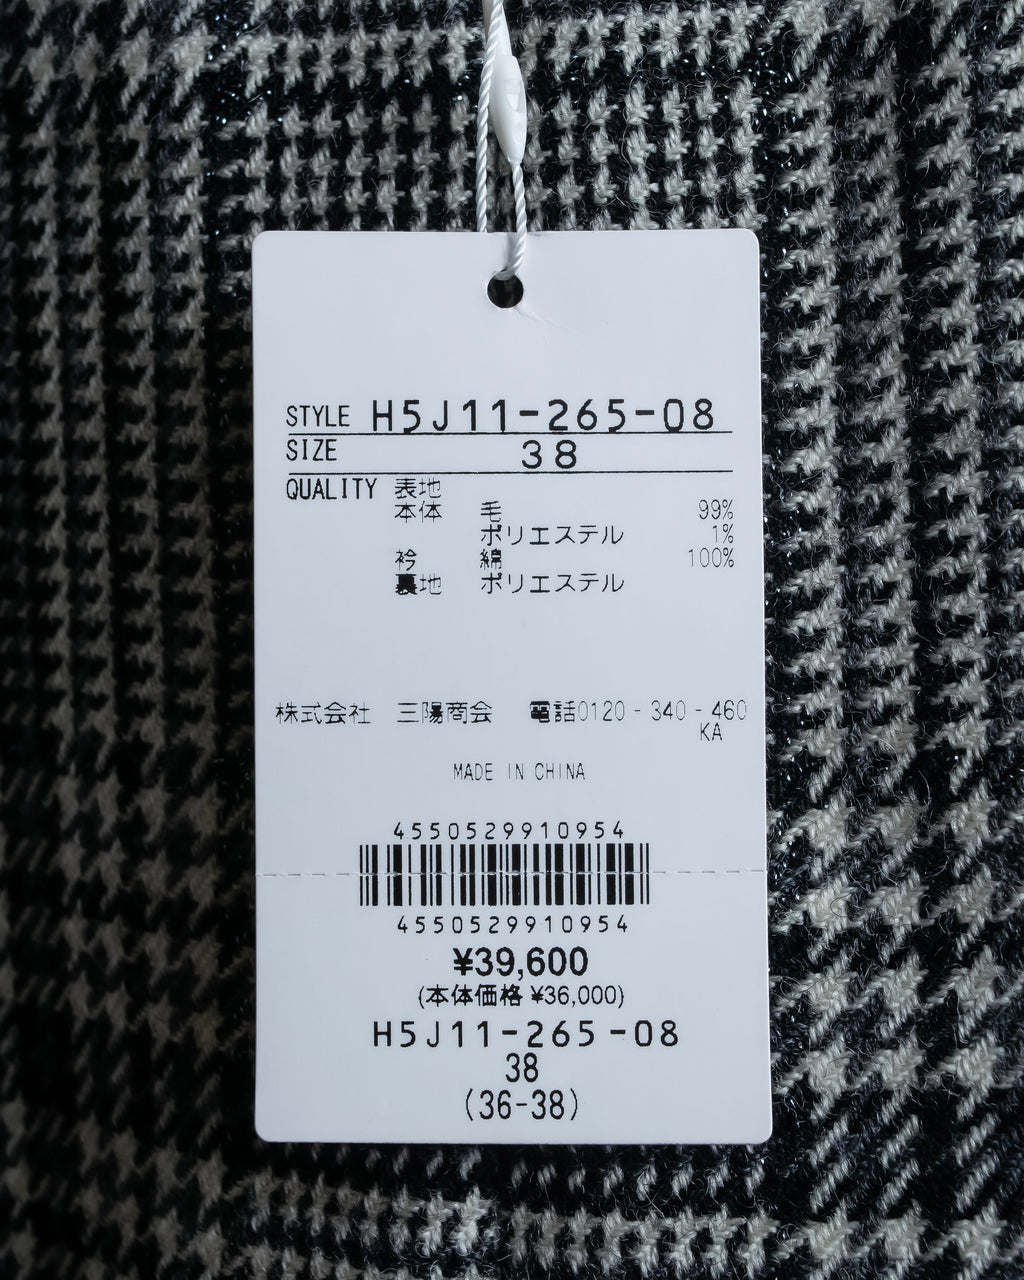 STYLE H5J11-265-08
SIZE 38
QUALITY 表地
本体 毛 99%
ポリエステル 1%
衿 綿 100%
裏地 ポリエステル
株式会社 三陽商会 電話0120-340-460
KA
MADE IN CHINA
4550529910954
4550529910954
¥39,600
(本体価格 ¥36,000)
H5J11-265-08
38
(36-38)